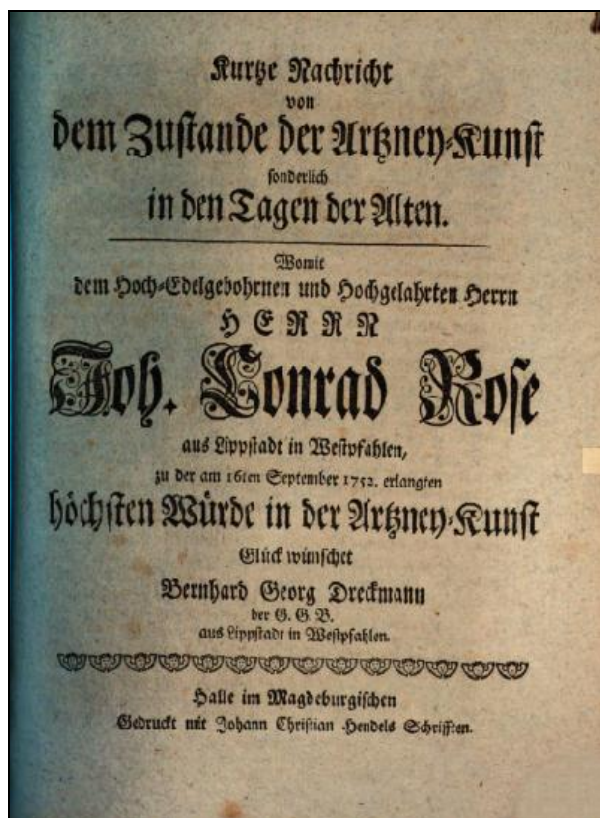 Kurtze Nachricht
von
dem Zustande der Artzney-Kunst
sonderlich
in den Tagen der Alten.
Womit
dem Hoch-Edelgebohrnen und Hochgelahrten Herrn
HERRN
Joh. Conrad Rose
aus Lippstadt in Westpfahlen,
zu der am 16ten September 1752. erlangten
höchsten Würde in der Artzney-Kunst
Glück wünschet
Bernhard Georg Dreckmann
der G. G. B.
aus Lippstadt in Westpfahlen.
Halle im Magdeburgischen
Gedruckt mit Johann Christian Hendels Schrifften.